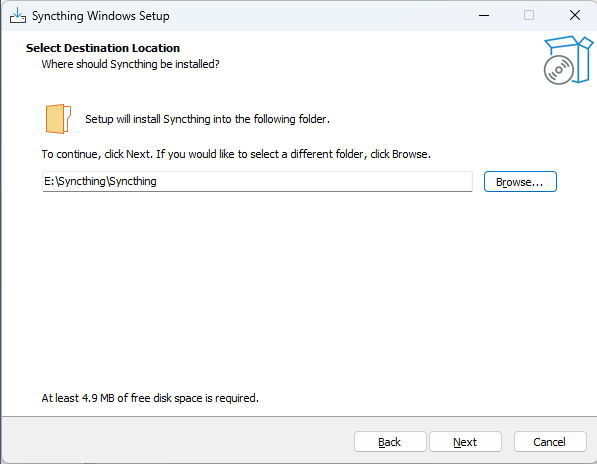 Syncthing Windows Setup
Select Destination Location
Where should Syncthing be installed?
Setup will install Syncthing into the following folder.
To continue, click Next. If you would like to select a different folder, click Browse.
E:\Syncthing\Syncthing
Browse...
At least 4.9 MB of free disk space is required.
Back
Next
Cancel